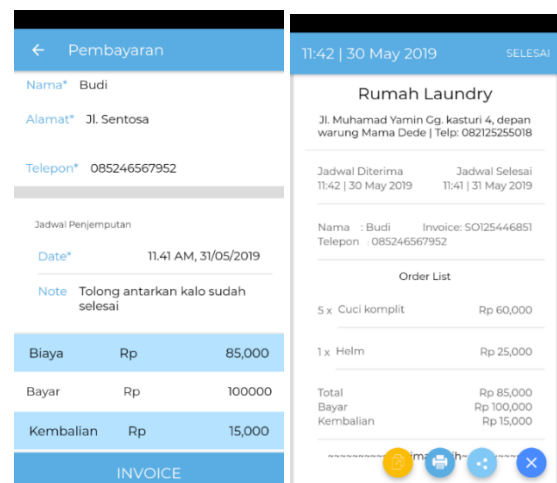 Pembayaran
Nama* Budi
Alamat* Jl. Sentosa
Telepon* 085246567952
Jadwal Penjemputan
Date* 11.41 AM, 31/05/2019
Note Tolong antarkan kalo sudah
selesai
Biaya Rp 85,000
Bayar Rp 100000
Kembalian Rp 15,000
INVOICE
11:42 | 30 May 2019 SELESAI
Rumah Laundry
Jl. Muhamad Yamin Gg. kasturi 4, depan
warung Mama Dede | Telp: 082125255018
Jadwal Diterima Jadwal Selesai
11:42 | 30 May 2019 11:41 | 31 May 2019
Nama : Budi Invoice: SO125446851
Telepon : 085246567952
Order List
5 x Cuci komplit Rp 60,000
1 x Helm Rp 25,000
Total Rp 85,000
Bayar Rp 100,000
Kembalian Rp 15,000